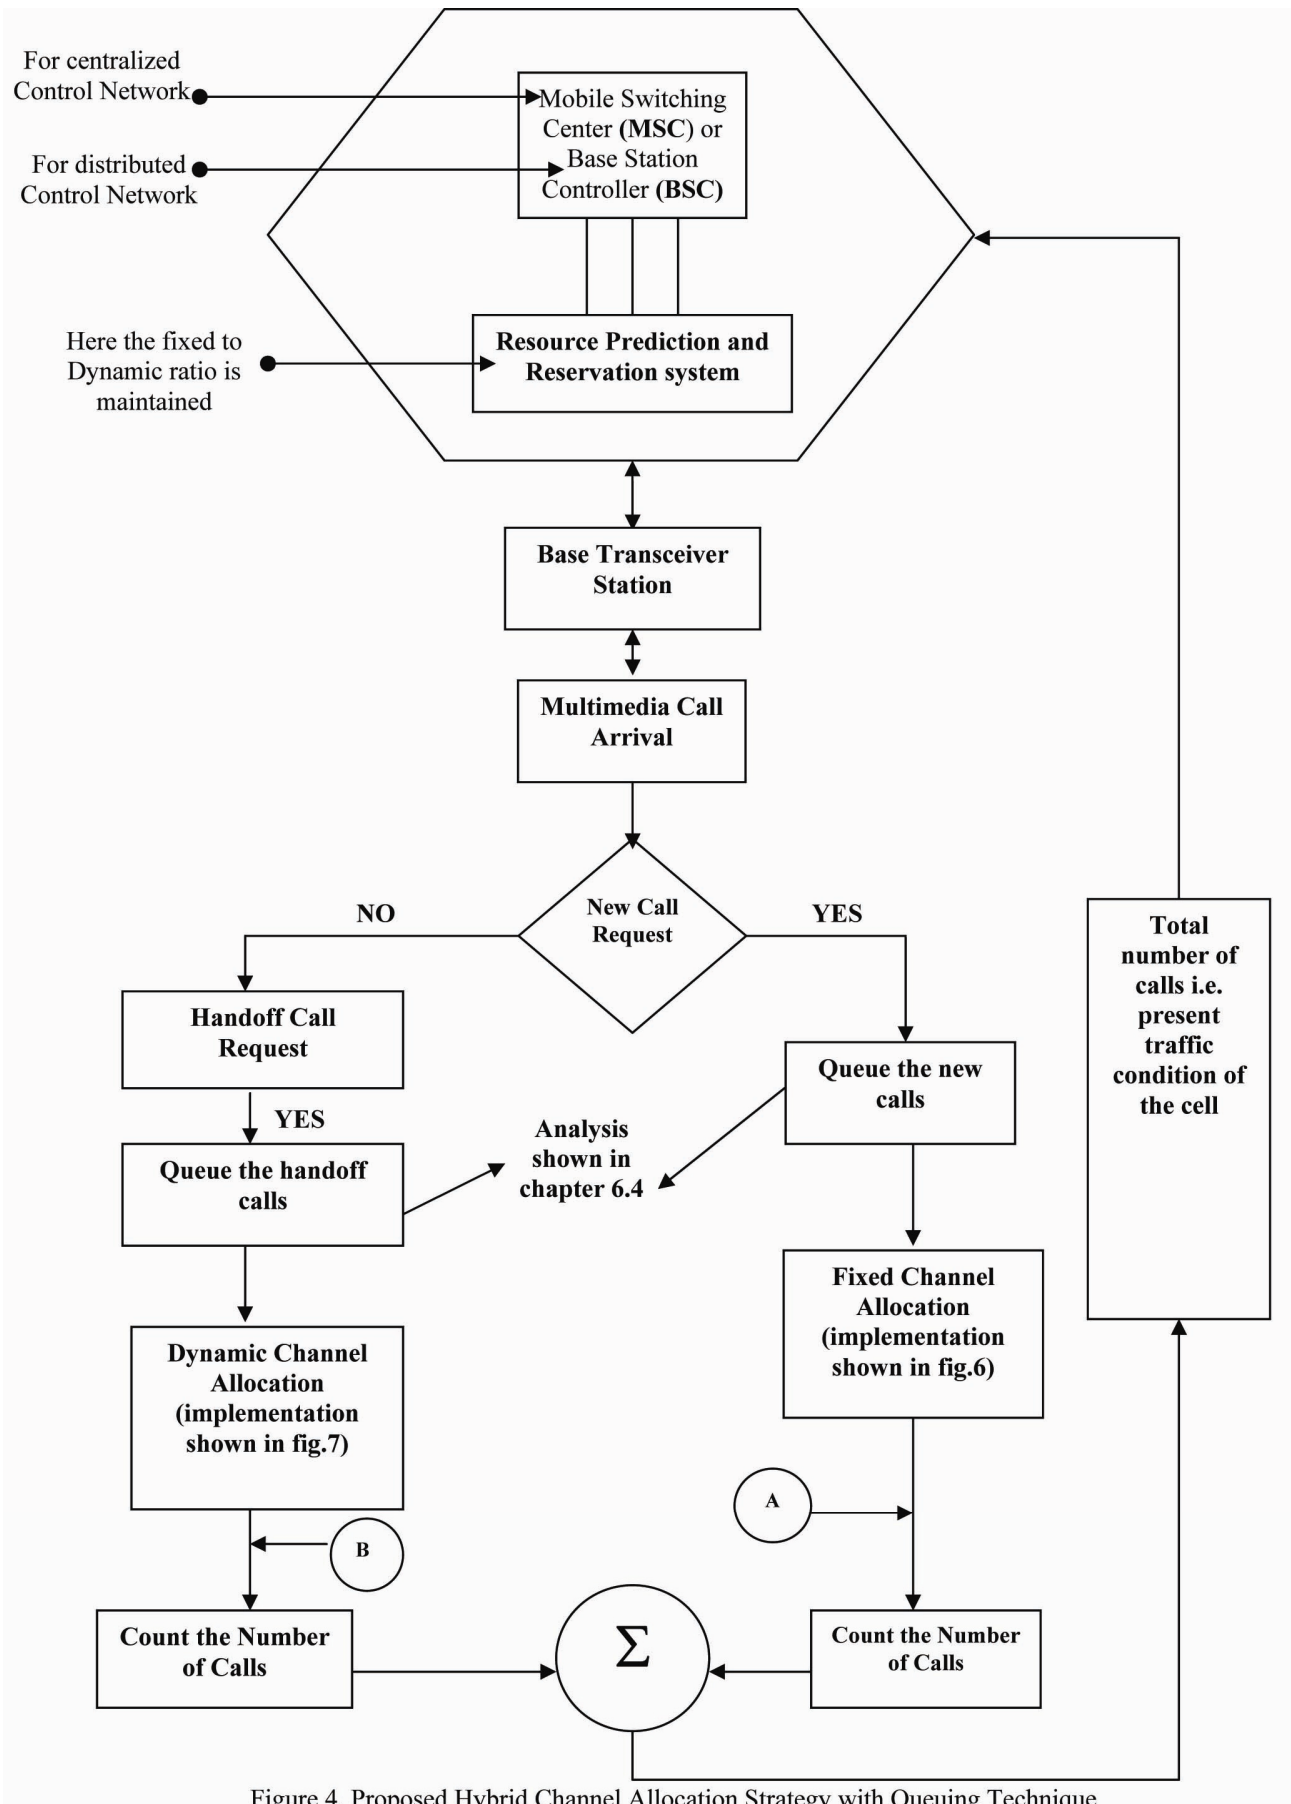 For centralized
Control Network
Mobile Switching
Center (MSC) or
Base Station
Controller (BSC)
For distributed
Control Network
Here the fixed to
Dynamic ratio is
maintained
Resource Prediction and
Reservation system
Base Transceiver
Station
Multimedia Call
Arrival
New Call
Request
NO
YES
Handoff Call
Request
YES
Queue the handoff
calls
Analysis
shown in
chapter 6.4
Queue the new
calls
Total
number of
calls i.e.
present
traffic
condition of
the cell
Dynamic Channel
Allocation
(implementation
shown in fig.7)
Fixed Channel
Allocation
(implementation
shown in fig.6)
A
B
Count the Number
of Calls
Σ
Count the Number
of Calls
Figure 4. Proposed Hybrid Channel Allocation Strategy with Queuing Technique